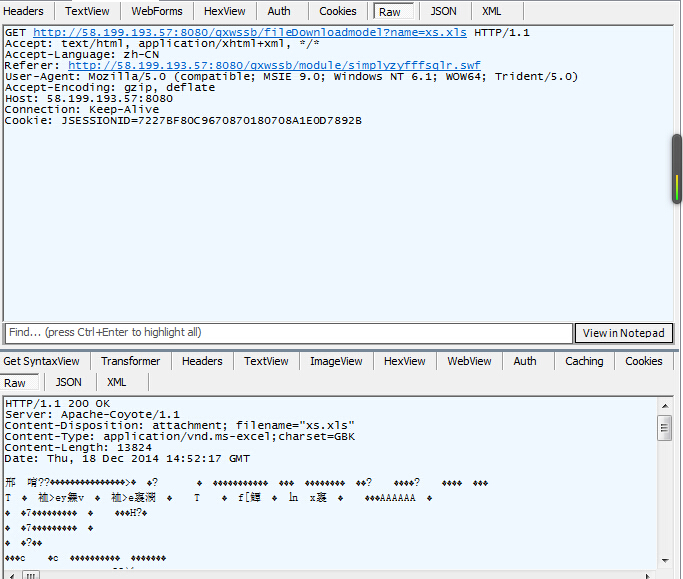 Headers TextView WebForms HexView Auth Cookies Raw JSON XML
GET http://58.199.193.57:8080/gxwssb/fileDownloadmodel?name=xs.xls HTTP/1.1
Accept: text/html, application/xhtml+xml, */*
Accept-Language: zh-CN
Referer: http://58.199.193.57:8080/gxwssb/module/simplyzyfffsqlr.swf
User-Agent: Mozilla/5.0 (compatible; MSIE 9.0; Windows NT 6.1; WOW64; Trident/5.0)
Accept-Encoding: gzip, deflate
Host: 58.199.193.57:8080
Connection: Keep-Alive
Cookie: JSESSIONID=7227BF80C9670870180708A1E0D7892B
Find... (press Ctrl+Enter to highlight all) View in Notepad
Get SyntaxView Transformer Headers TextView ImageView HexView WebView Auth Caching Cookies
Raw JSON XML
HTTP/1.1 200 OK
Server: Apache-Coyote/1.1
Content-Disposition: attachment; filename="xs.xls"
Content-Type: application/vnd.ms-excel;charset=GBK
Content-Length: 13824
Date: Thu, 18 Dec 2014 14:52:17 GMT